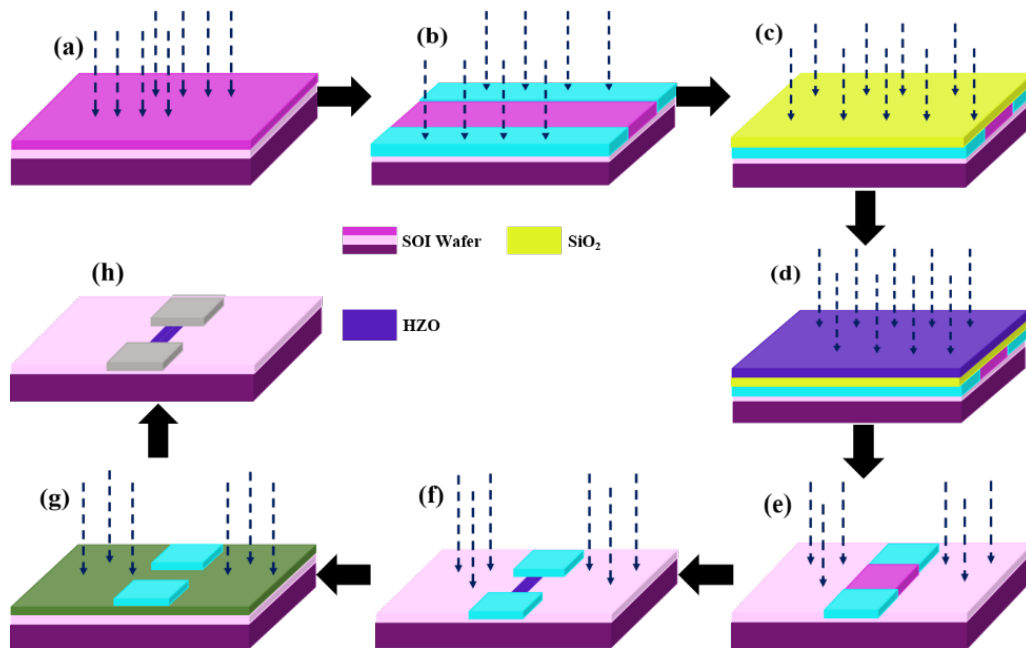 (a)
(b)
(c)
SOI Wafer
SiO₂
(h)
(d)
HZO
(g)
(f)
(e)